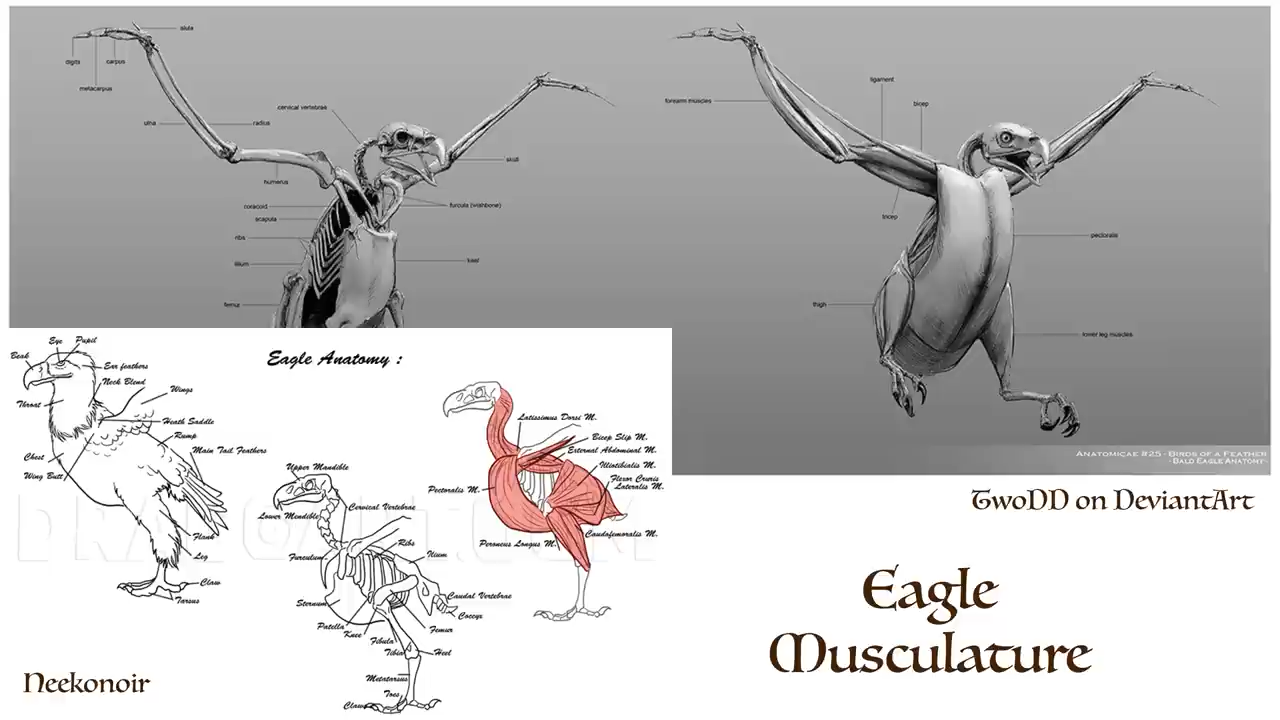 alula
digits
carpus
metacarpus
cervical vertebrae
ulna
radius
skull
humerus
coracoid
furcula (wishbone)
scapula
ribs
ilium
keel
femur
ligament
forearm muscles
bicep
tricep
pectoralis
thigh
lower leg muscles
ANATOMICAE #25 - BIRDS OF A FEATHER
- BALD EAGLE ANATOMY -
TwoDD on DeviantArt
Eagle
Musculature
Eagle Anatomy :
Eye
Pupil
Beak
Ear feathers
Neck Blend
Wings
Throat
Heath Saddle
Rump
Main Tail Feathers
Chest
Wing Butt
Flank
Leg
Claw
Tarsus
Upper Mandible
Lower Mendible
Cervical Vertebrae
Ribs
Furculum
Ilium
Sternum
Caudal Vertebrae
Coccyx
Patella
Knee
Femur
Fibula
Tibia
Heel
Metatarsus
Toes
Claws
Latissimus Dorsi M.
Bicep Slip M.
External Abdominal M.
Iliotibialis M.
Flexor Cruris
Lateralis M.
Pectoralis M.
Caudofemoralis M.
Peroneus Longus M.
Neekonoir